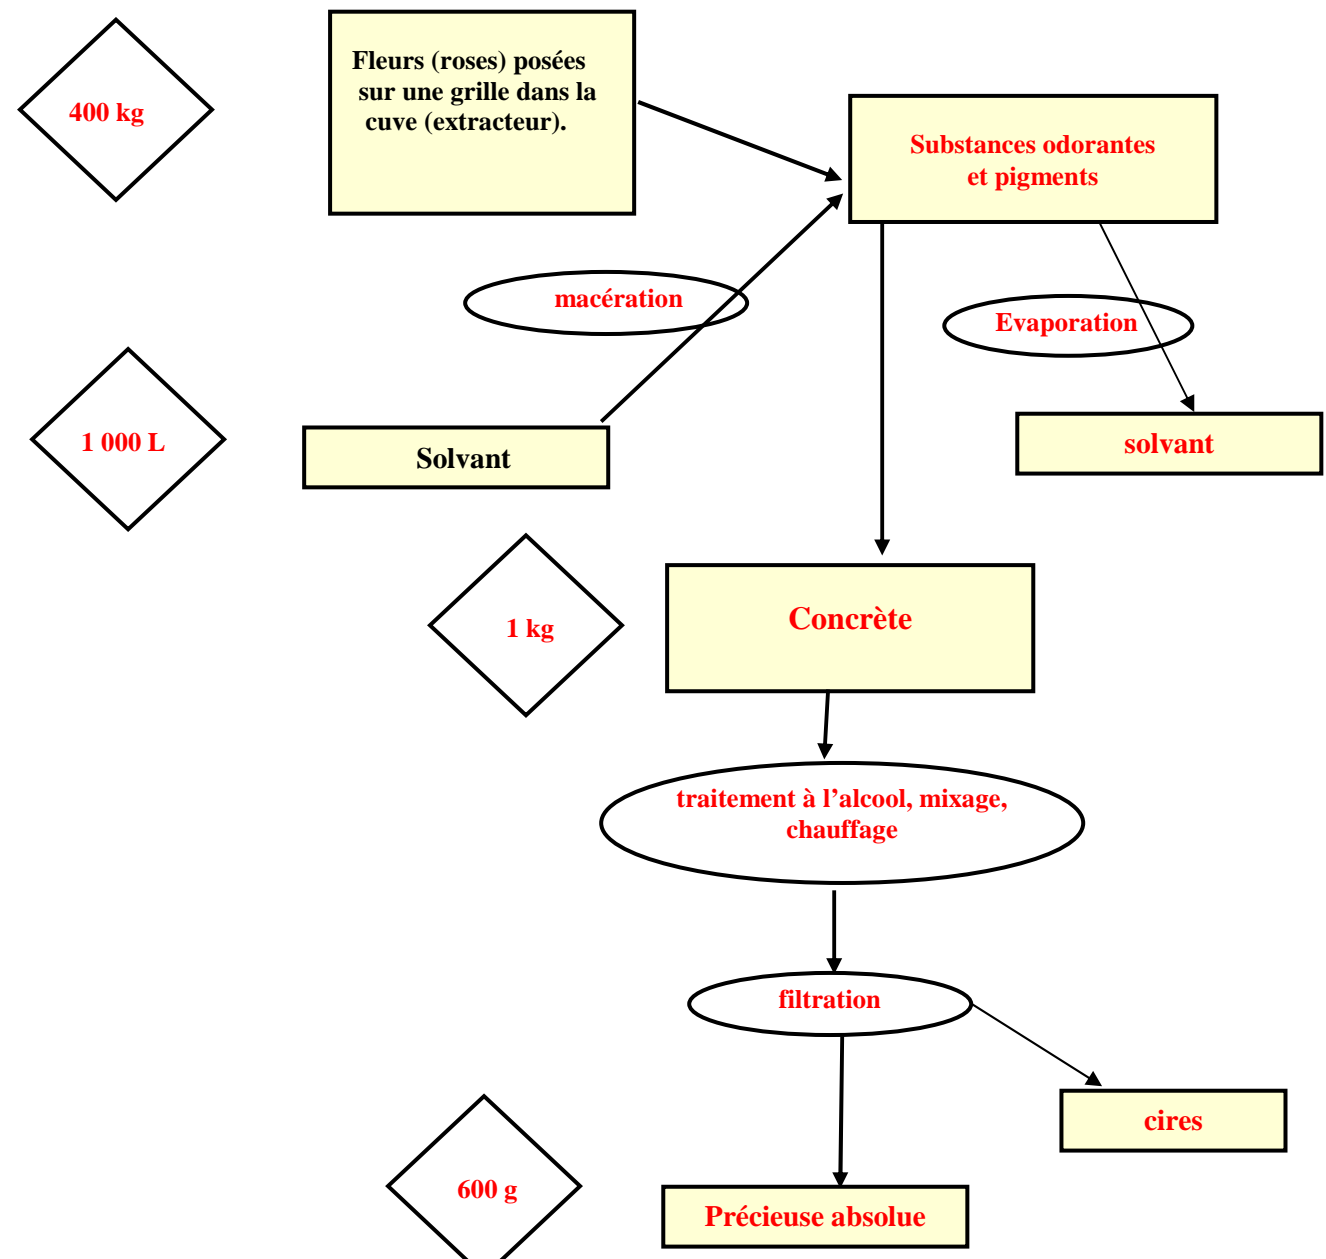 400 kg
Fleurs (roses) posées
sur une grille dans la
cuve (extracteur).
Substances odorantes
et pigments
macération
Evaporation
1 000 L
Solvant
solvant
1 kg
Concrète
traitement à l’alcool, mixage,
chauffage
filtration
cires
600 g
Précieuse absolue